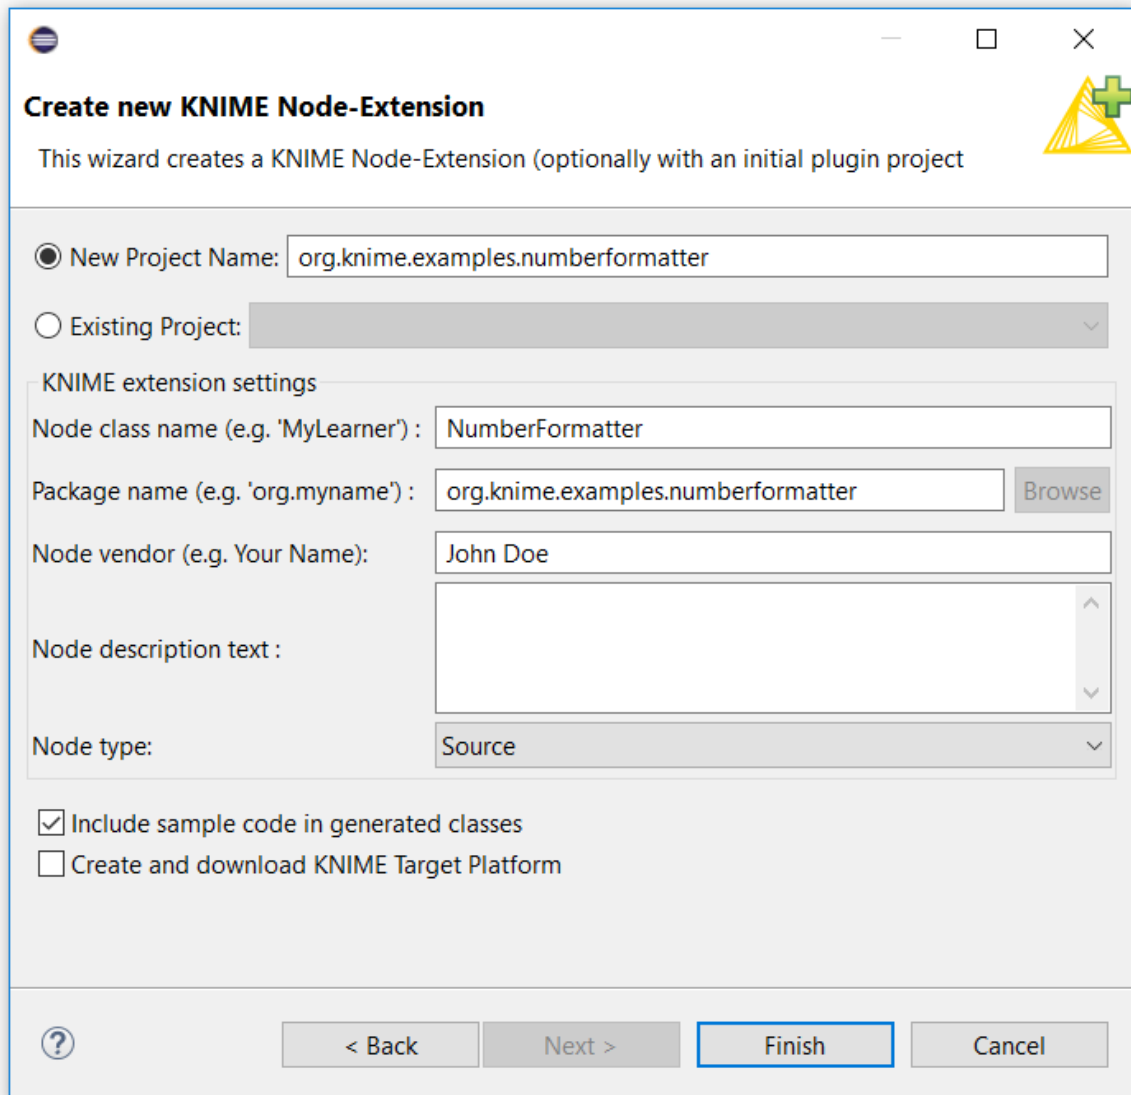 Create new KNIME Node-Extension
This wizard creates a KNIME Node-Extension (optionally with an initial plugin project
New Project Name: org.knime.examples.numberformatter
Existing Project:
KNIME extension settings
Node class name (e.g. 'MyLearner') : NumberFormatter
Package name (e.g. 'org.myname') : org.knime.examples.numberformatter Browse
Node vendor (e.g. Your Name): John Doe
Node description text :
Node type: Source
Include sample code in generated classes
Create and download KNIME Target Platform
? < Back Next > Finish Cancel